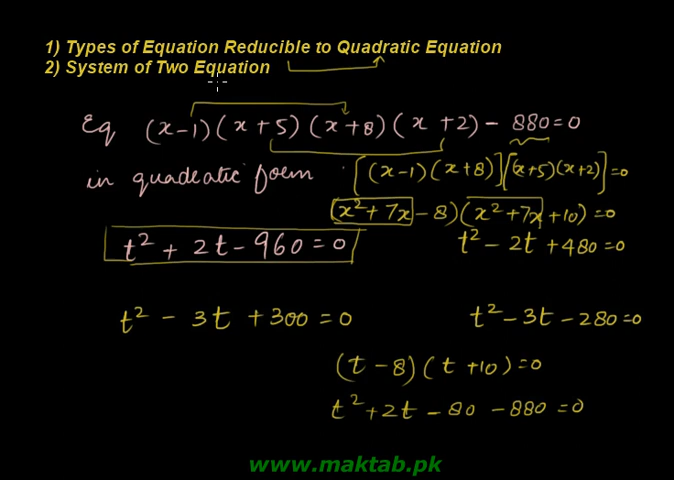 1) Types of Equation Reducible to Quadratic Equation
2) System of Two Equation
Eq (x-1)(x+5)(x+8)(x+2) - 880=0
in quadratic form [(x-1)(x+8)][(x+5)(x+2)]=0
(x²+7x-8)(x²+7x+10)=0
t² + 2t - 960 = 0
t² - 2t + 480=0
t² - 3t + 300 = 0
t² - 3t - 280=0
(t - 8)(t + 10)=0
t² + 2t - 80 - 880 = 0
www.maktab.pk